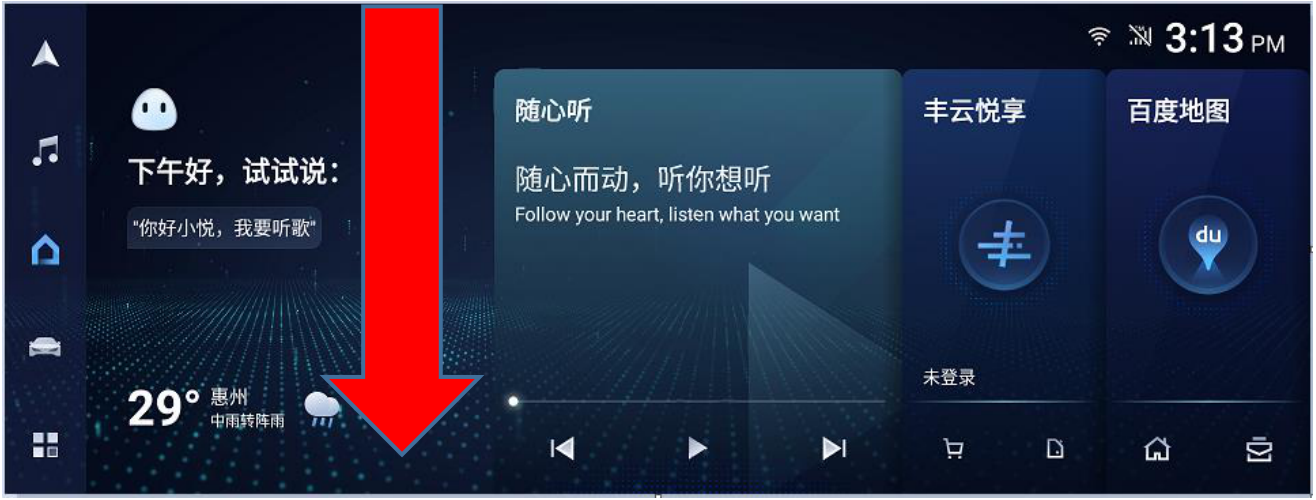 3:13 PM
下午好，试试说：
"你好小悦，我要听歌"
29° 惠州
中雨转阵雨
随心听
随心而动，听你想听
Follow your heart, listen what you want
丰云悦享
未登录
百度地图
du